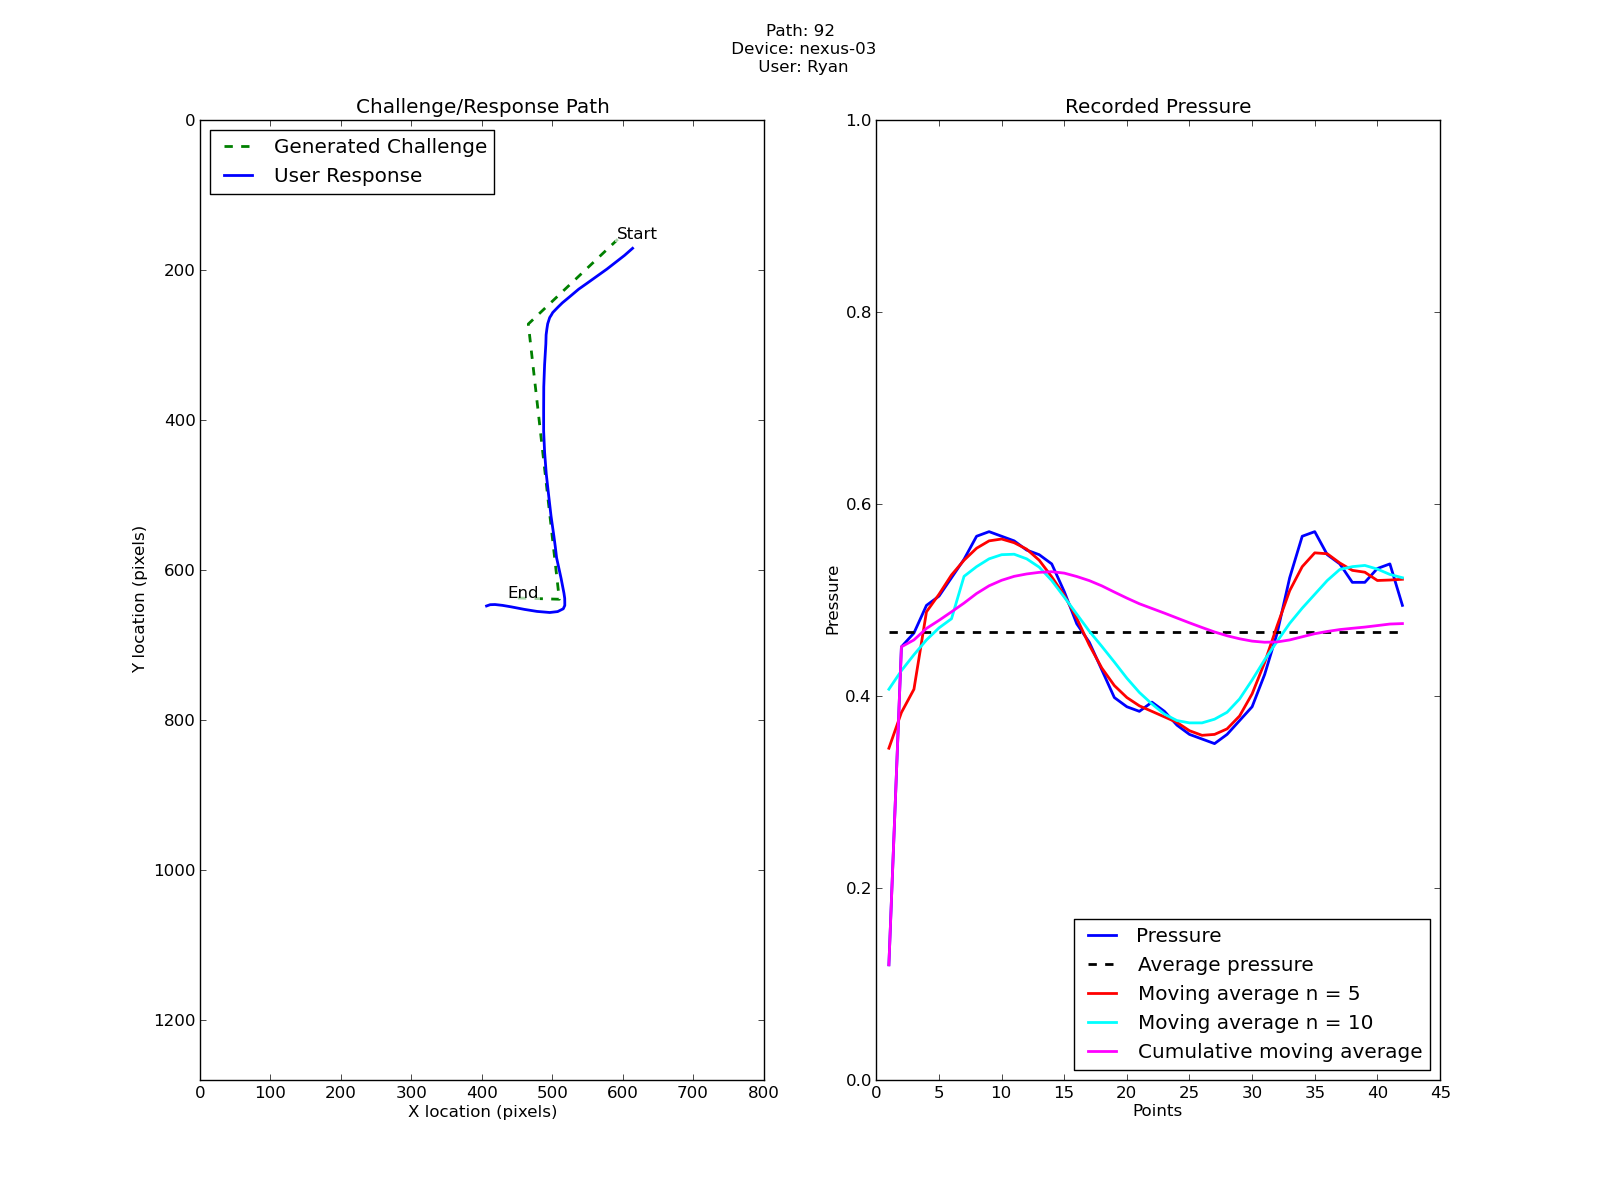 Path: 92
Device: nexus-03
User: Ryan
Challenge/Response Path
Generated Challenge
User Response
Start
End
0
200
400
600
800
1000
1200
Y location (pixels)
0 100 200 300 400 500 600 700 800
X location (pixels)
Recorded Pressure
1.0
0.8
0.6
0.4
0.2
0.0
Pressure
Pressure
Average pressure
Moving average n = 5
Moving average n = 10
Cumulative moving average
0 5 10 15 20 25 30 35 40 45
Points